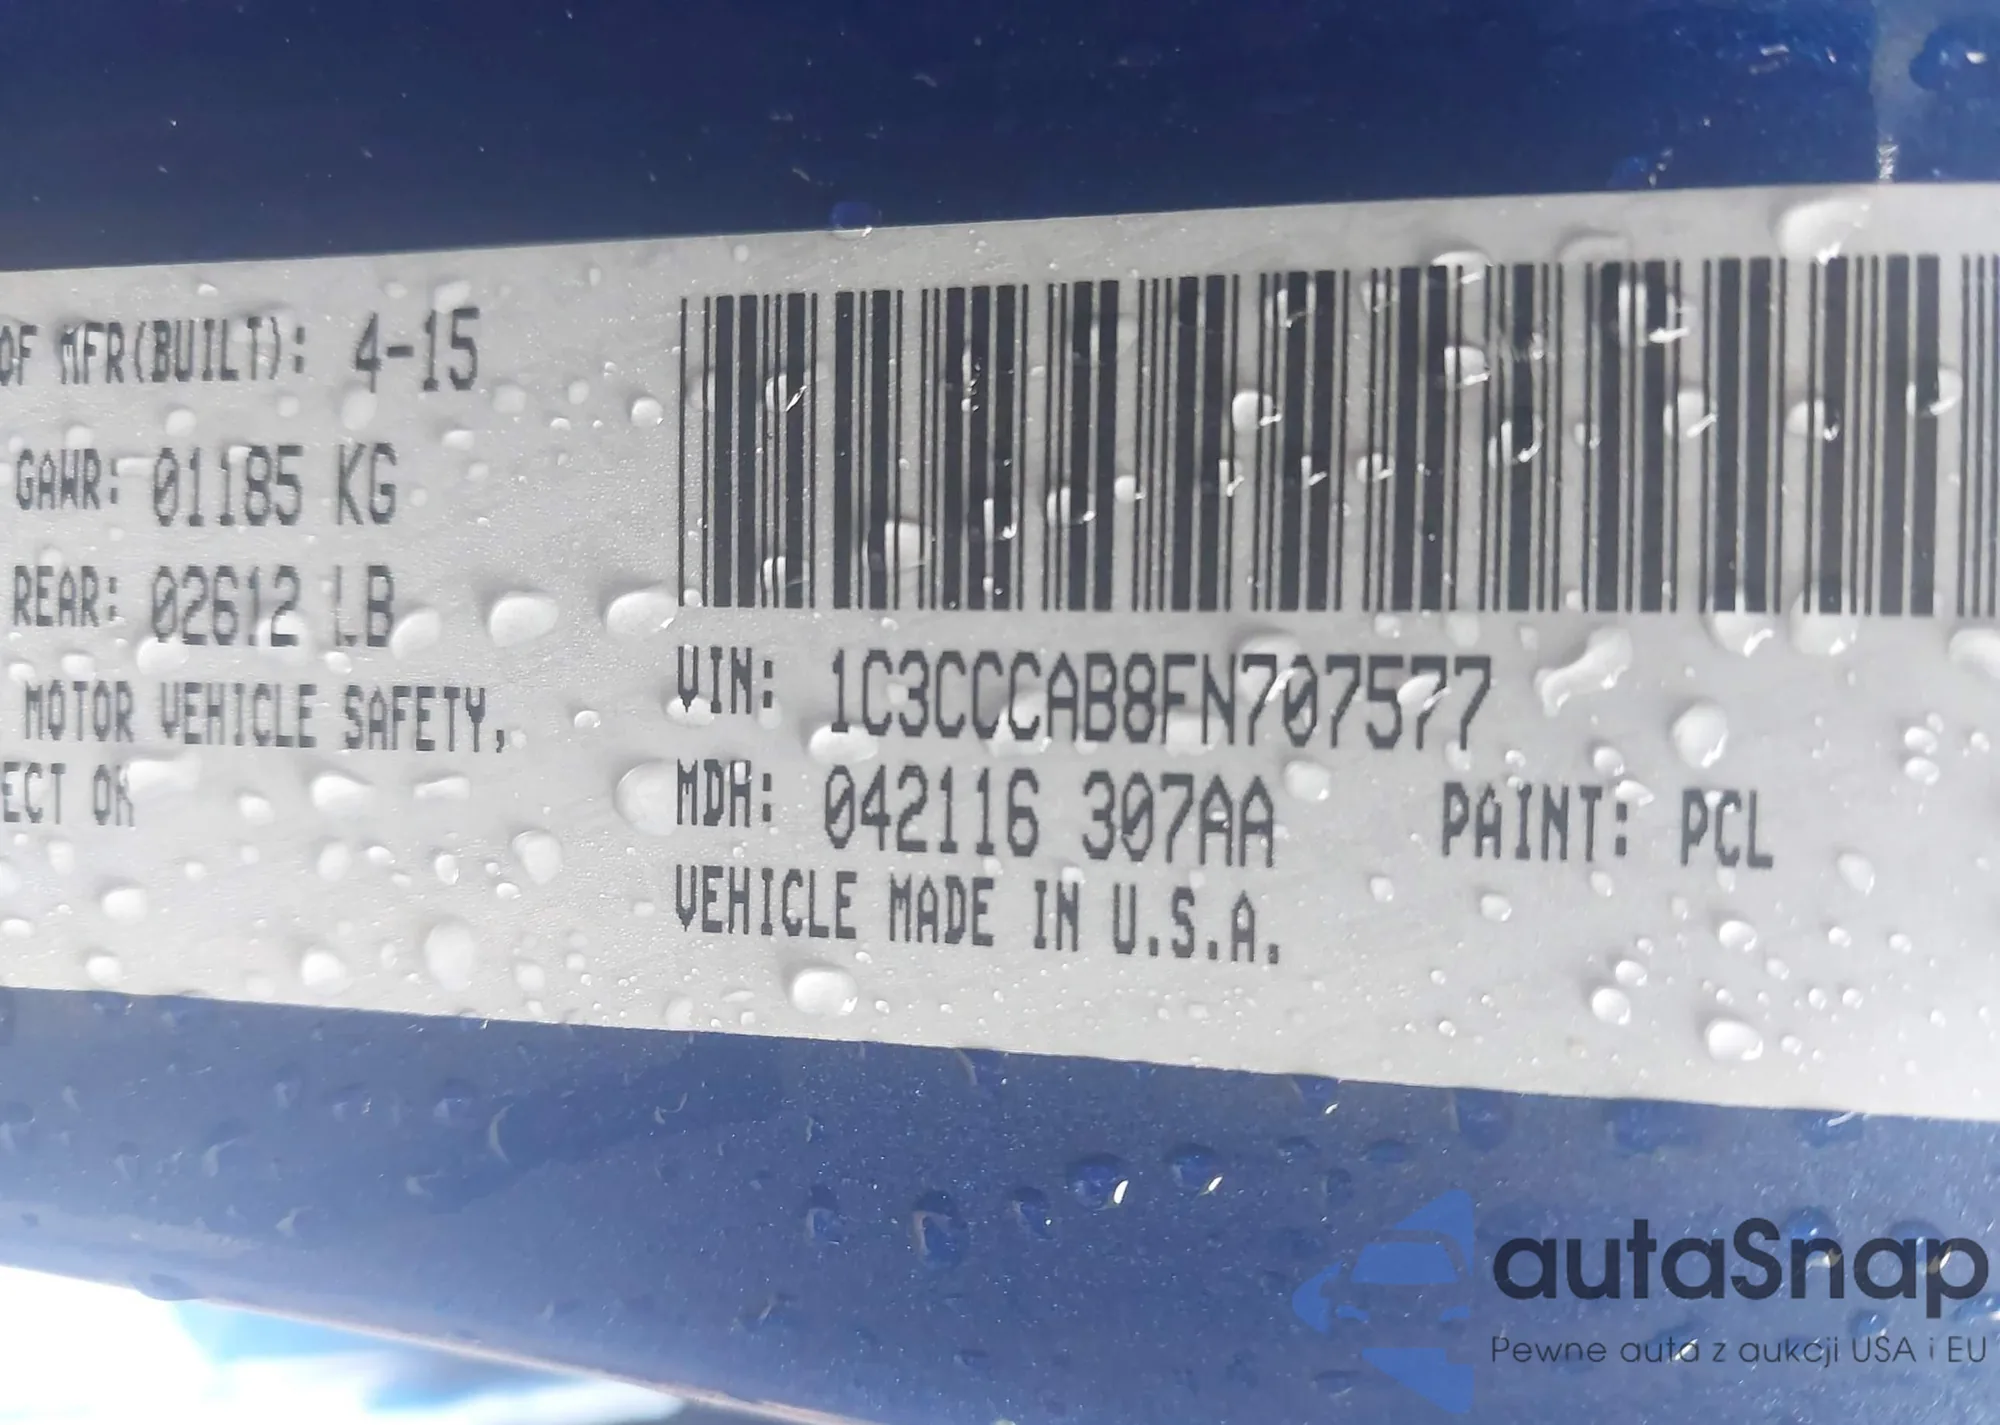 OF MFR(BUILT): 4-15
GAWR: 01185 KG
REAR: 02612 LB
MOTOR VEHICLE SAFETY,
ECT ON
VIN: 1C3CCCAB8FN707577
MDH: 042116 307AA PAINT: PCL
VEHICLE MADE IN U.S.A.
autaSnap
Pewne auta z aukcji USA i EU